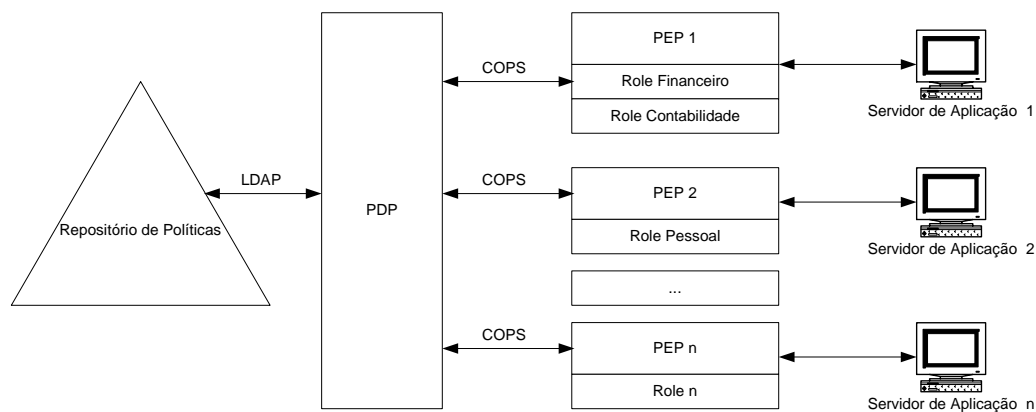 Repositório de Políticas
LDAP
PDP
COPS
PEP 1
Role Financeiro
Role Contabilidade
Servidor de Aplicação 1
COPS
PEP 2
Role Pessoal
Servidor de Aplicação 2
...
COPS
PEP n
Role n
Servidor de Aplicação n